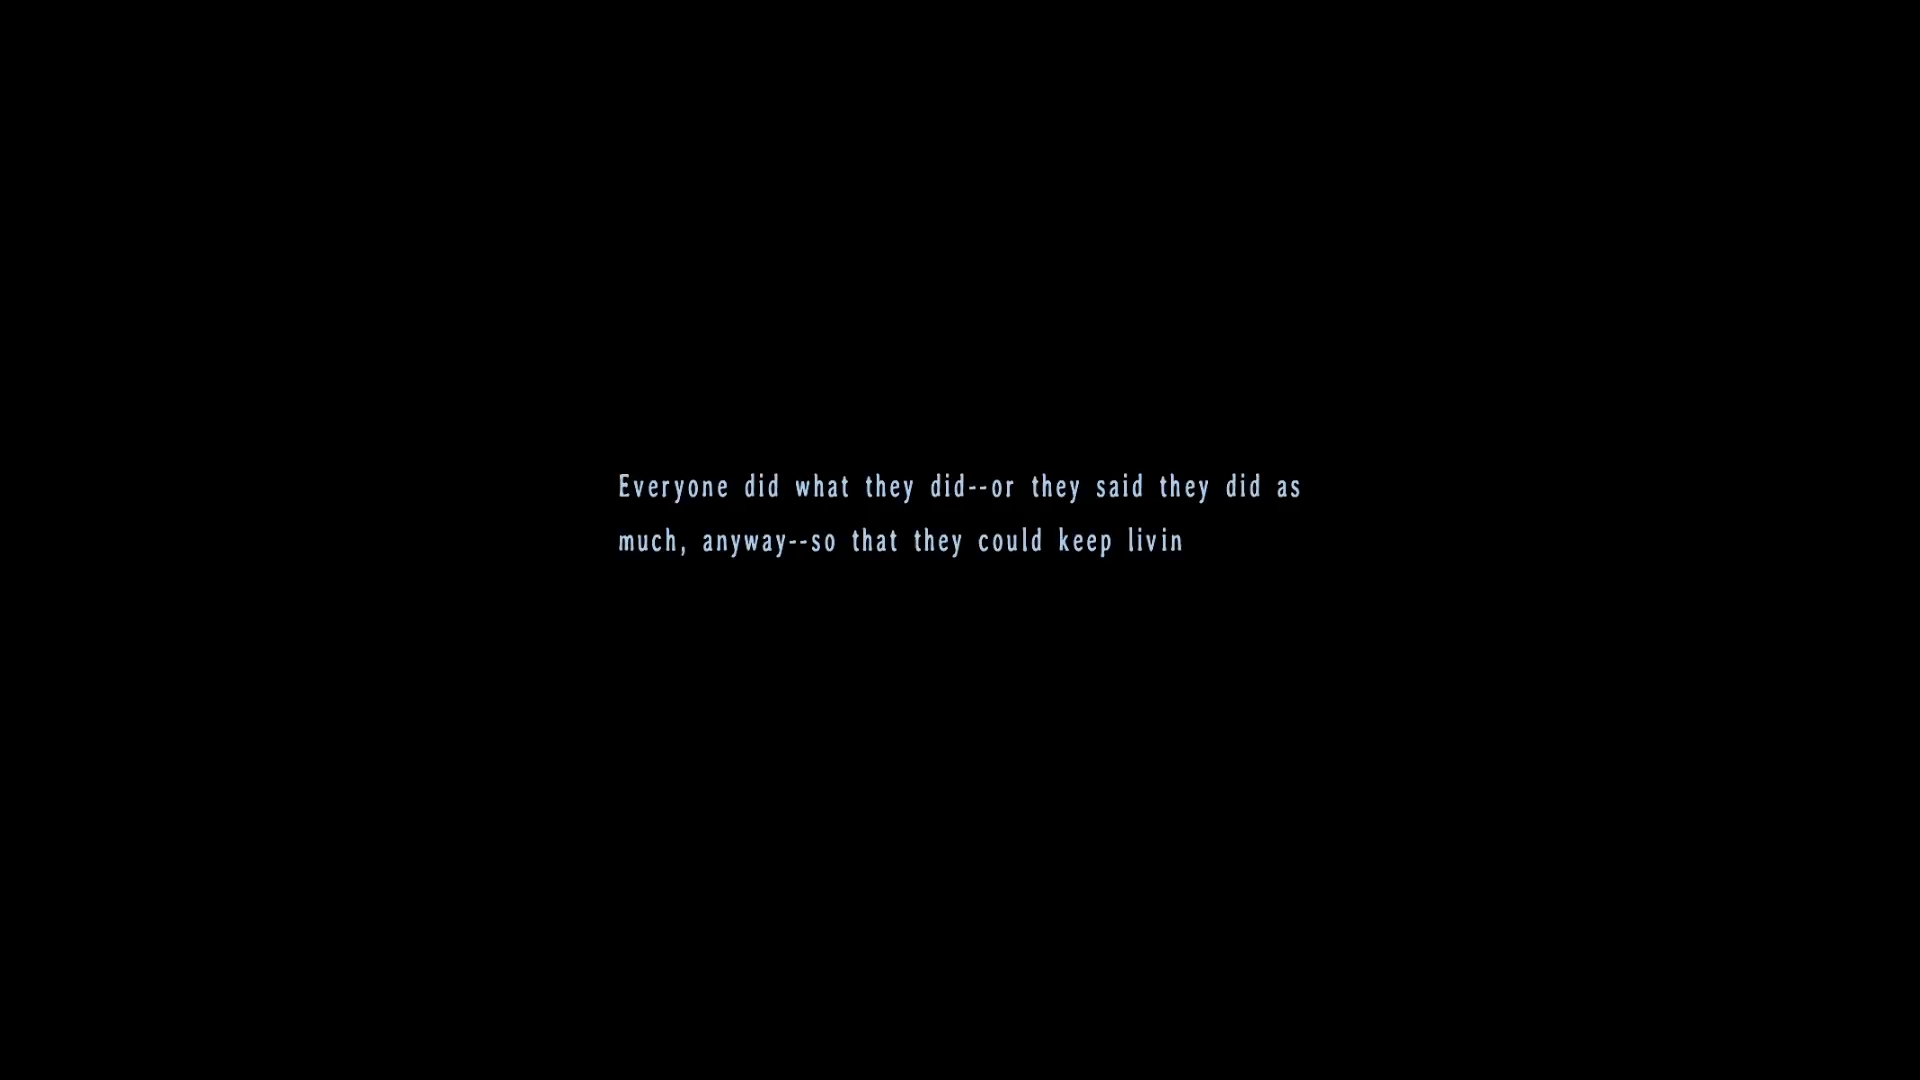 Everyone did what they did--or they said they did as
much, anyway--so that they could keep livin